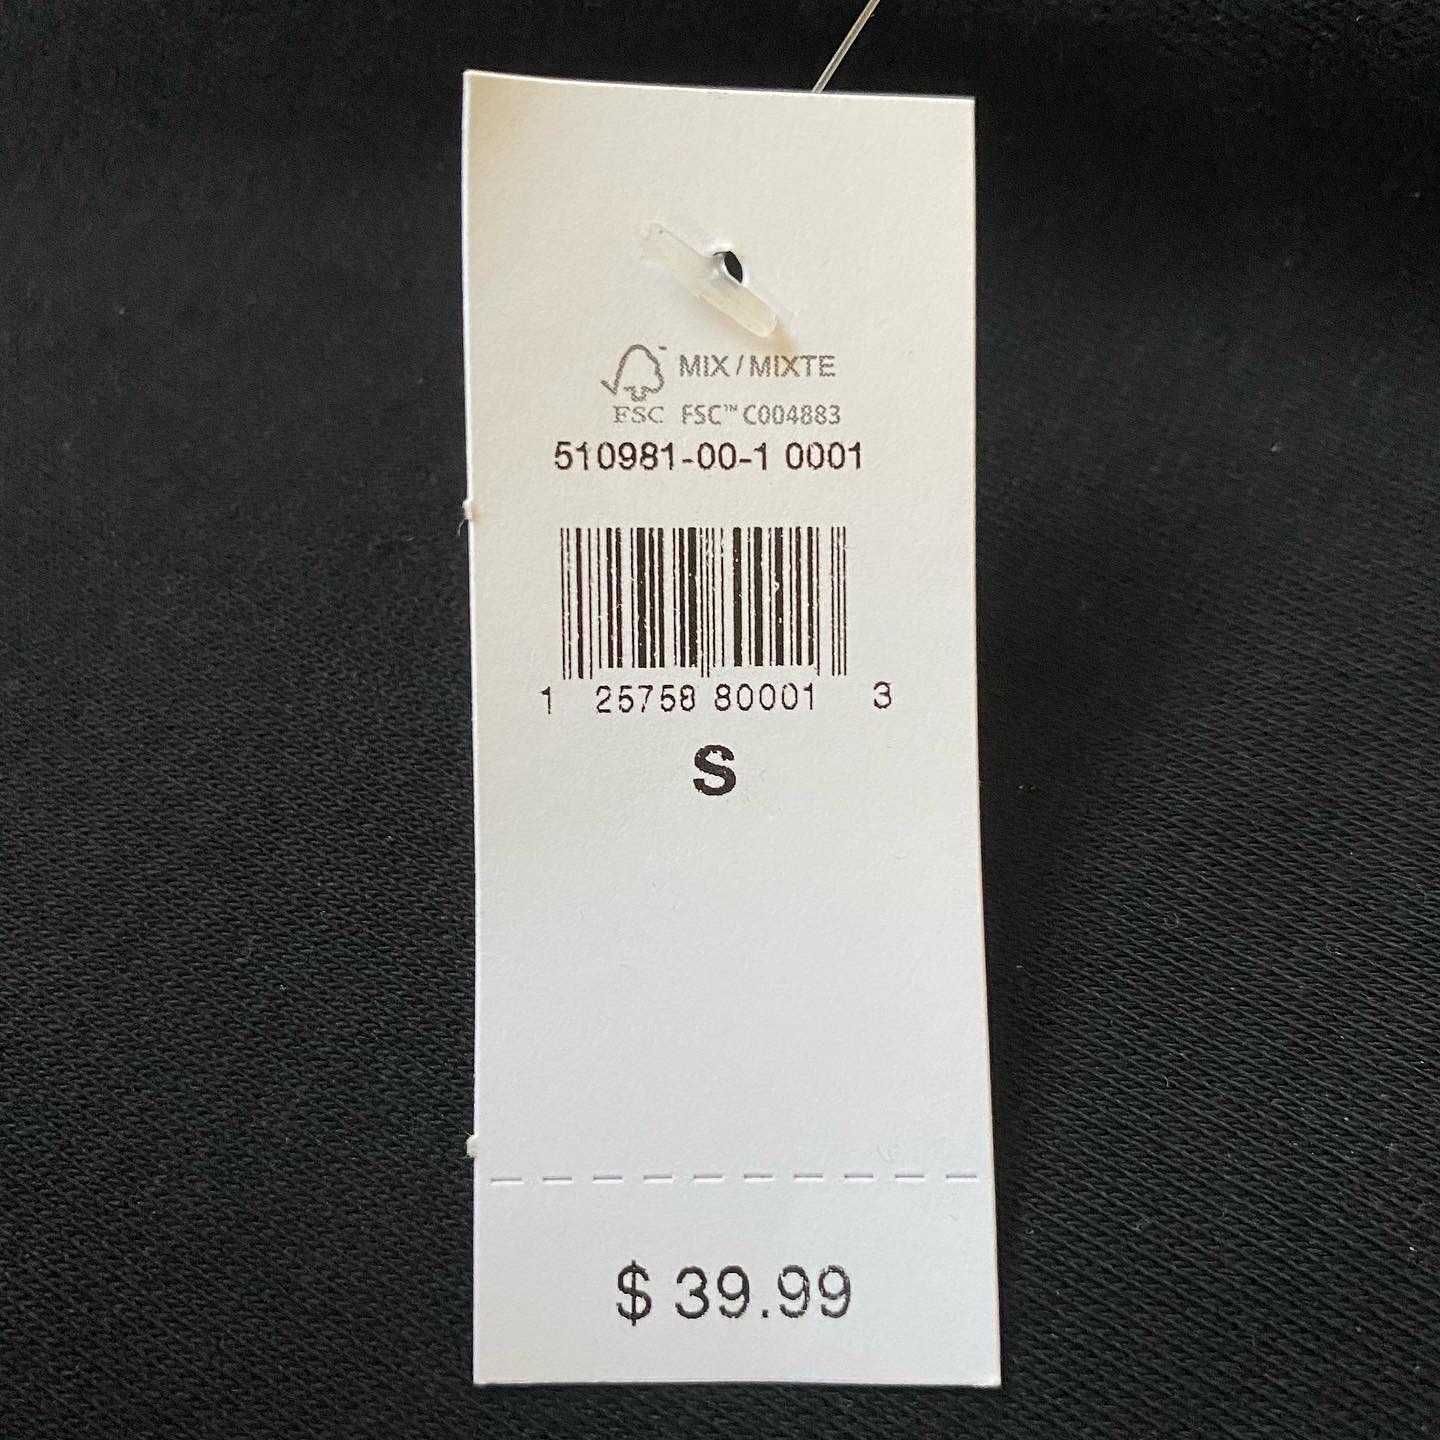 MIX / MIXTE
FSC FSC™ C004883
510981-00-1 0001
1 25758 80001 3
S
$ 39.99